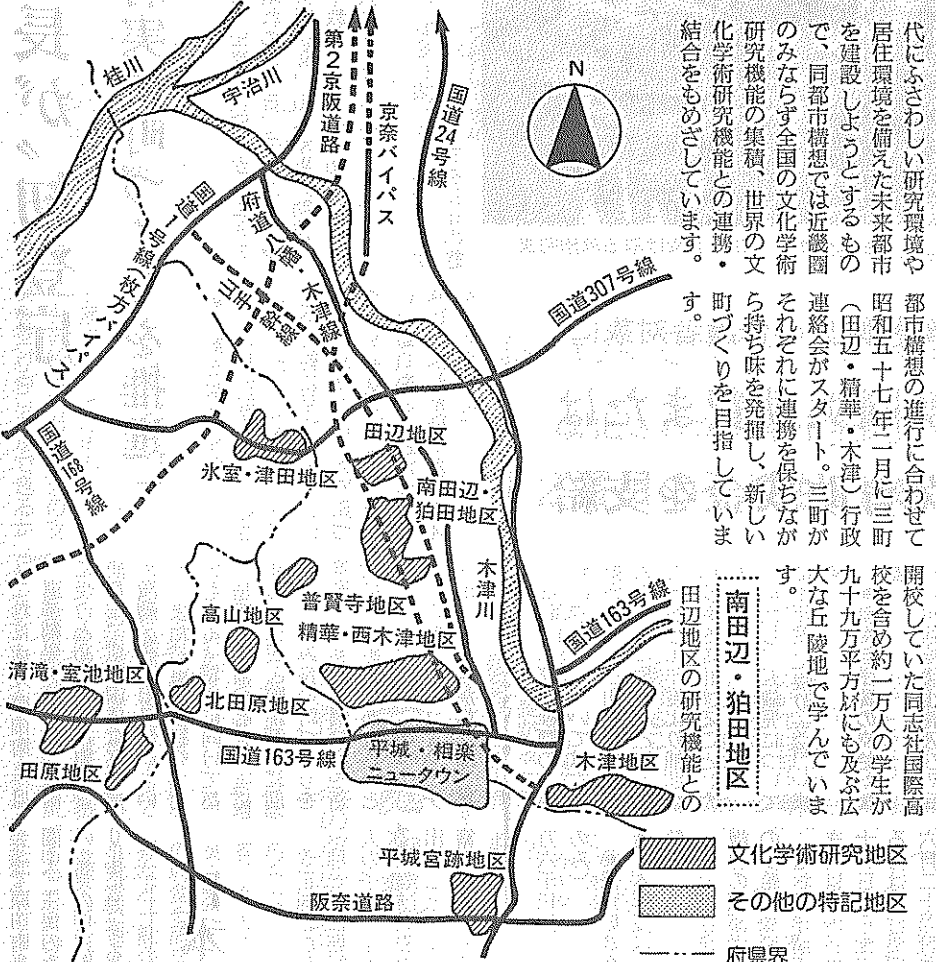 代にふさわしい研究環境や
居住環境を備えた未来都市
を建設しようとするもの
で、同都市構想では近畿圏
のみならず全国の文化学術
研究機能の集積、世界の文
化学術研究機能との連携・
結合をもめざしています。
都市構想の進行に合わせて
昭和五十七年二月に三町
（田辺・精華・木津）行政
連絡会がスタート。三町が
それぞれに連携を保ちなが
ら持ち味を発揮し、新しい
町づくりを目指していま
す。
開校していた同志社国際高
校を含め約一万人の学生が
九十九万平方㍍にも及ぶ広
大な丘陵地で学んでいま
す。
南田辺・狛田地区
田辺地区の研究機能との
N
桂川
宇治川
第2京阪道路
京奈バイパス
国道24号線
国道1号線(枚方バイパス)
府道八幡・木津線
山手幹線
国道307号線
国道168号線
氷室・津田地区
田辺地区
南田辺・
狛田地区
木津川
普賢寺地区
高山地区
精華・西木津地区
国道163号線
清滝・室池地区
北田原地区
田原地区
国道163号線
平城・相楽
ニュータウン
木津地区
平城宮跡地区
阪奈道路
文化学術研究地区
その他の特記地区
府県界